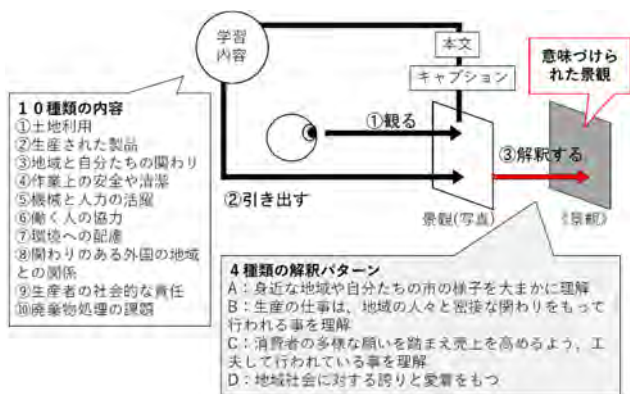 学習
内容
本文
キャプション
意味づけら
れた景観
10種類の内容
①土地利用
②生産された製品
③地域と自分たちの関わり
④作業上の安全や清潔
⑤機械と人力の活躍
⑥働く人の協力
⑦環境への配慮
⑧関わりのある外国の地域
との関係
⑨生産者の社会的な責任
⑩廃棄物処理の課題
①観る
②引き出す
③解釈する
景観(写真)
《景観》
4種類の解釈パターン
A：身近な地域や自分たちの市の様子を大まかに理解
B：生産の仕事は、地域の人々と密接な関わりをもって
行われる事を理解
C：消費者の多様な願いを踏まえ売上を高めるよう、工
夫して行われている事を理解
D：地域社会に対する誇りと愛着をもつ